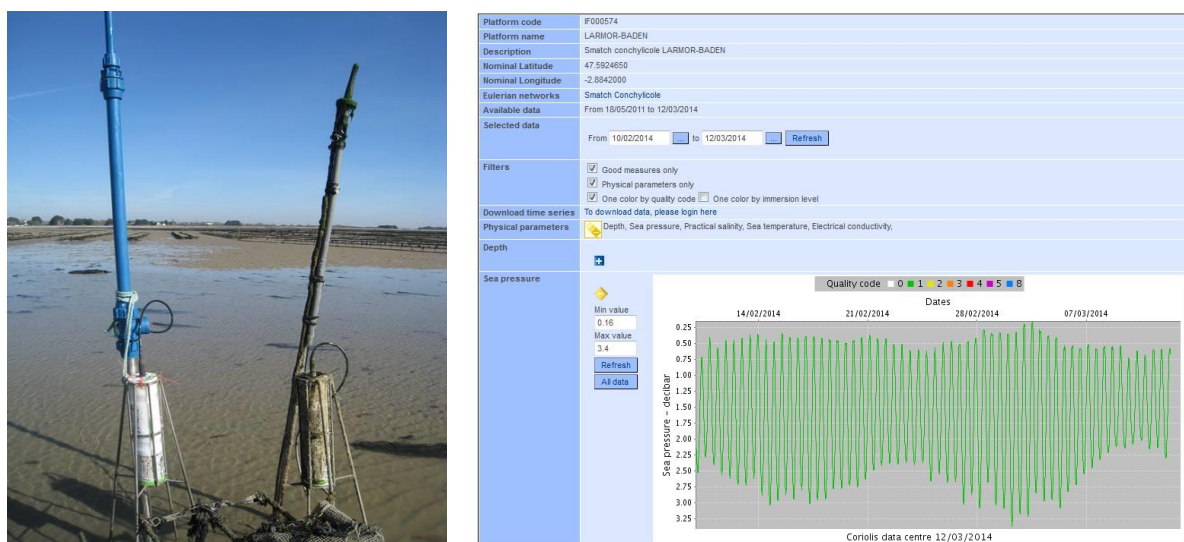 Platform code IF000574
Platform name LARMOR-BADEN
Description Smatch conchylicole LARMOR-BADEN
Nominal Latitude 47.5924650
Nominal Longitude -2.8842000
Eulerian networks Smatch Conchylicole
Available data From 18/05/2011 to 12/03/2014
Selected data
From 10/02/2014 ... to 12/03/2014 ... Refresh
Filters Good measures only
Physical parameters only
One color by quality code One color by immersion level
Download time series To download data, please login here
Physical parameters Depth, Sea pressure, Practical salinity, Sea temperature, Electrical conductivity,
Depth
Sea pressure
Min value
0.16
Max value
3.4
Refresh
All data
Quality code 0 1 2 3 4 5 8
Dates
14/02/2014 21/02/2014 28/02/2014 07/03/2014
Sea pressure - decibar
0.25
0.50
0.75
1.00
1.25
1.50
1.75
2.00
2.25
2.50
2.75
3.00
3.25
Coriolis data centre 12/03/2014